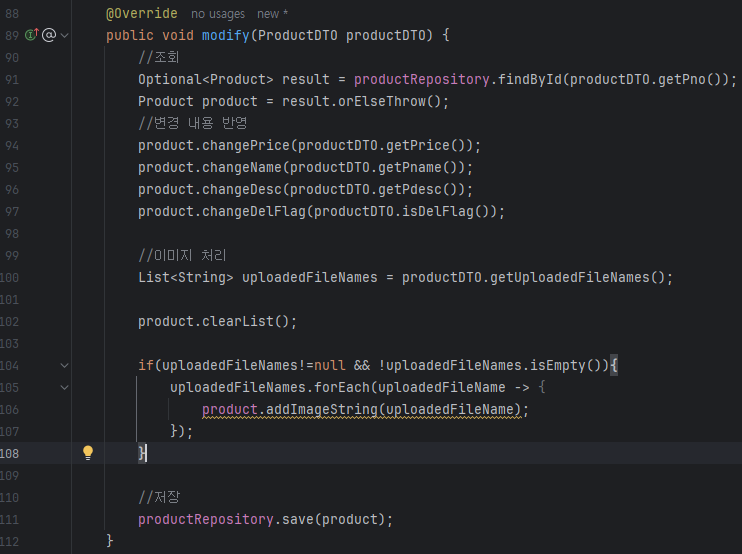 88 @Override no usages new *
89 public void modify(ProductDTO productDTO) {
90 //조회
91 Optional<Product> result = productRepository.findById(productDTO.getPno());
92 Product product = result.orElseThrow();
93 //변경 내용 반영
94 product.changePrice(productDTO.getPrice());
95 product.changeName(productDTO.getPname());
96 product.changeDesc(productDTO.getPdesc());
97 product.changeDelFlag(productDTO.isDelFlag());
98
99 //이미지 처리
100 List<String> uploadedFileNames = productDTO.getUploadedFileNames();
101
102 product.clearList();
103
104 if(uploadedFileNames!=null && !uploadedFileNames.isEmpty()){
105 uploadedFileNames.forEach(uploadedFileName -> {
106 product.addImageString(uploadedFileName);
107 });
108 }
109
110 //저장
111 productRepository.save(product);
112 }